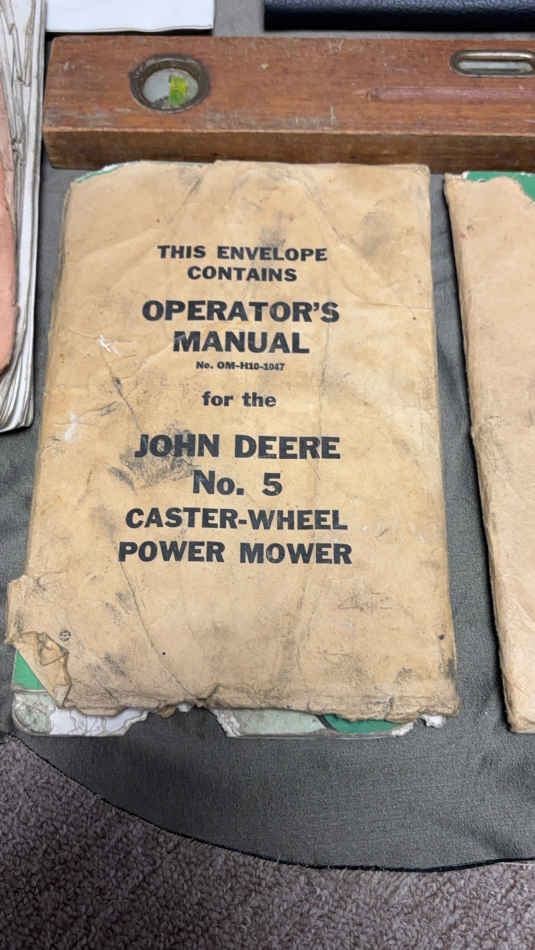 THIS ENVELOPE
CONTAINS
OPERATOR'S
MANUAL
No. OM-H10-1047
for the
JOHN DEERE
No. 5
CASTER-WHEEL
POWER MOWER